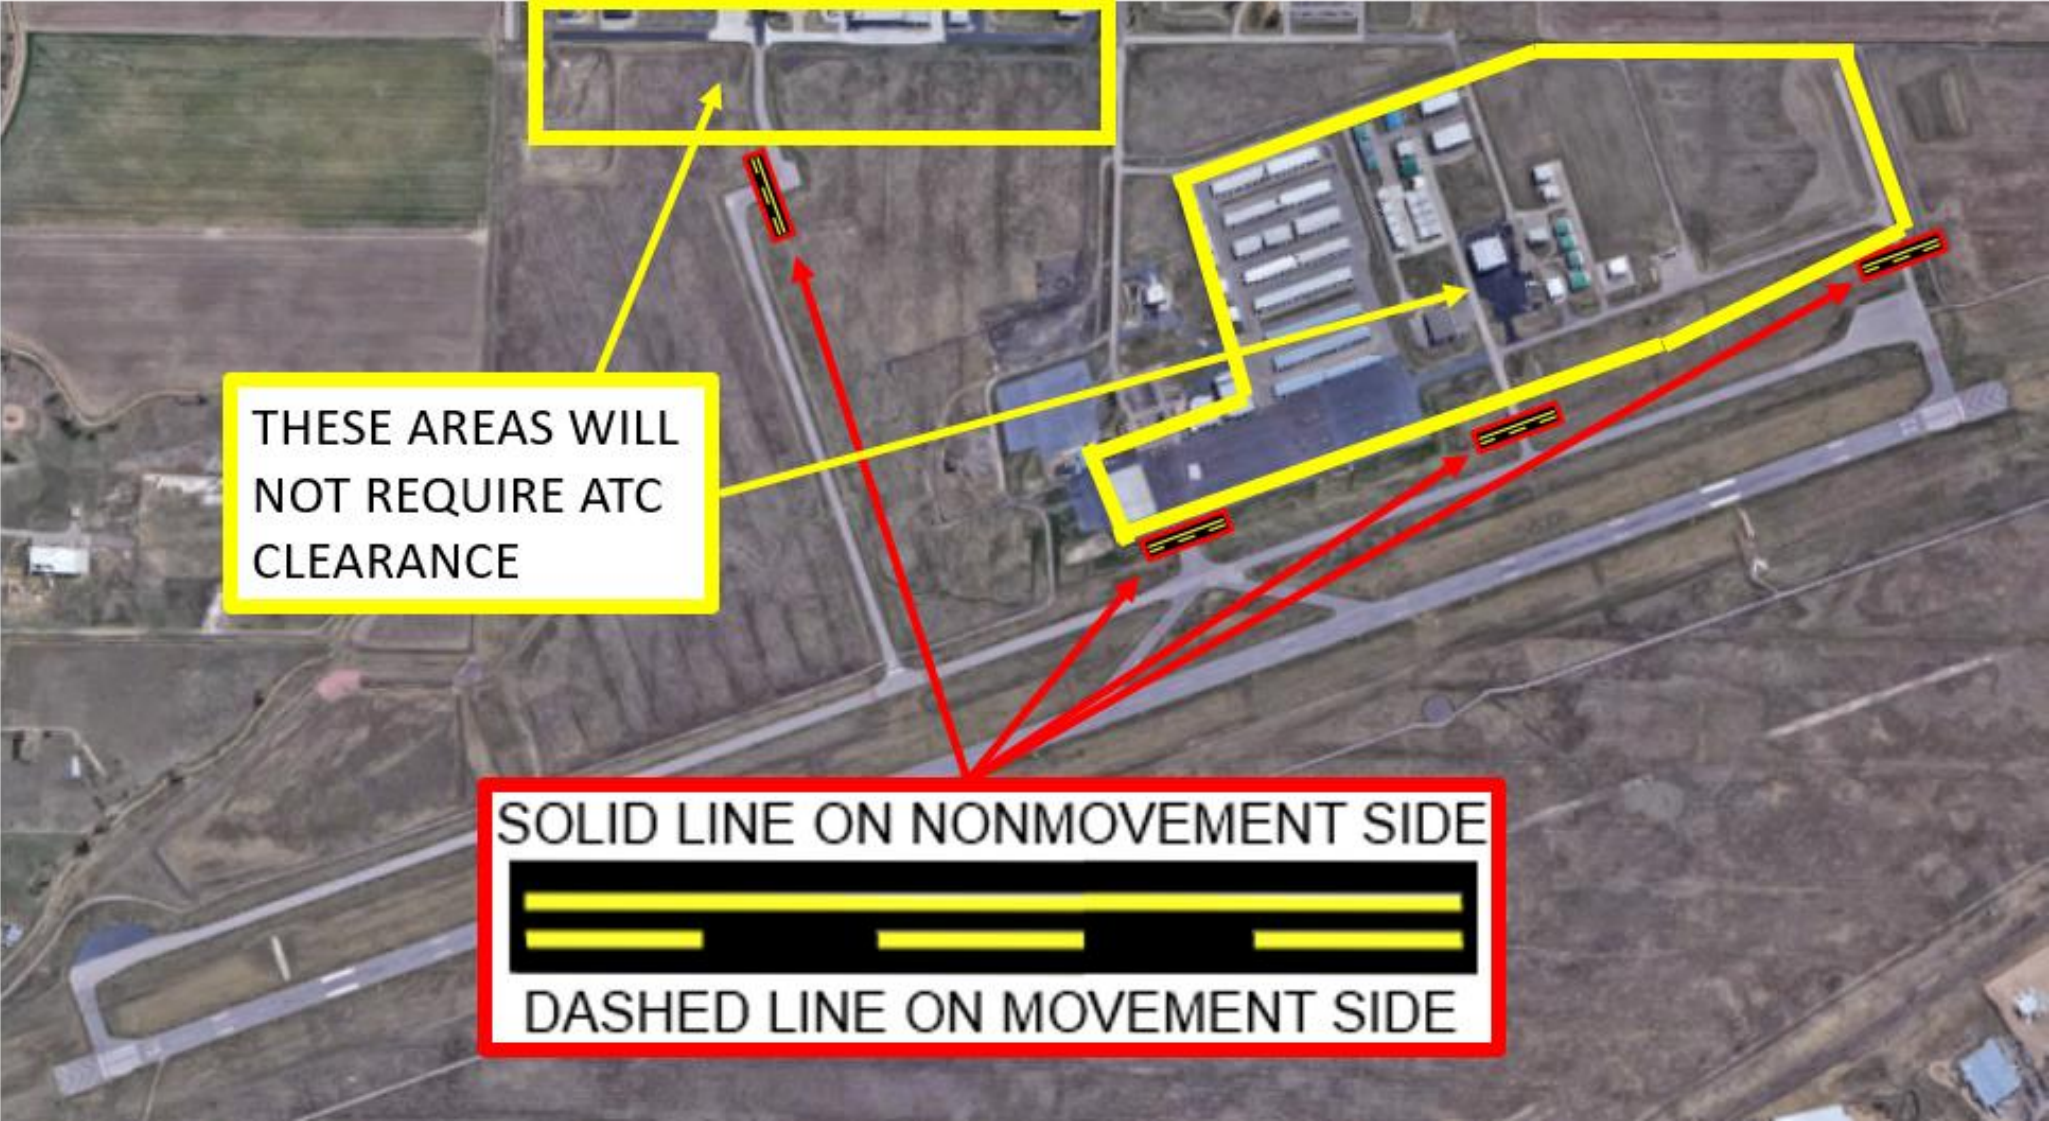 THESE AREAS WILL
NOT REQUIRE ATC
CLEARANCE
SOLID LINE ON NONMOVEMENT SIDE
DASHED LINE ON MOVEMENT SIDE